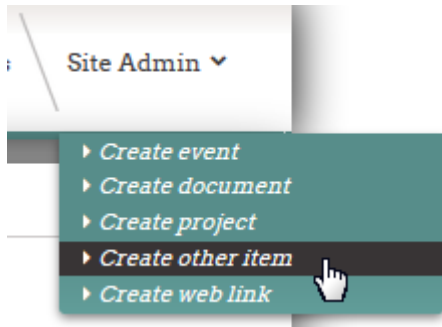 Site Admin
Create event
Create document
Create project
Create other item
Create web link